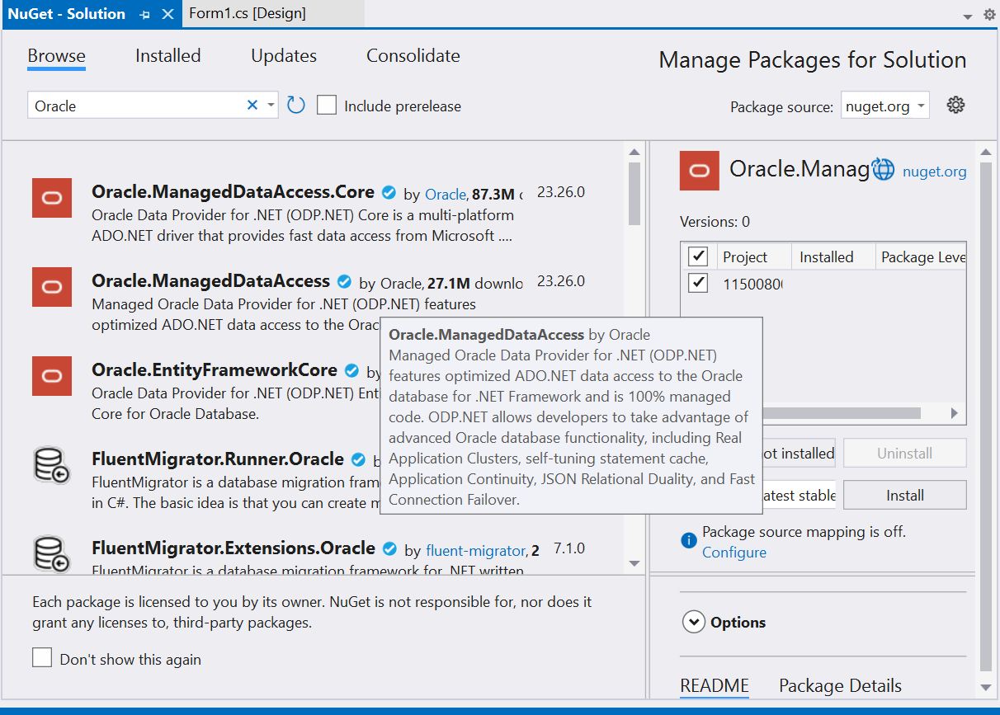 NuGet - Solution
Form1.cs [Design]
Browse
Installed
Updates
Consolidate
Manage Packages for Solution
Oracle
Include prerelease
Package source: nuget.org
Oracle.ManagedDataAccess.Core by Oracle, 87.3M 23.26.0
Oracle Data Provider for .NET (ODP.NET) Core is a multi-platform
ADO.NET driver that provides fast data access from Microsoft ....
Oracle.ManagedDataAccess by Oracle, 27.1M downlo 23.26.0
Managed Oracle Data Provider for .NET (ODP.NET) features
optimized ADO.NET data access to the Orac
Oracle.EntityFrameworkCore by
Oracle Data Provider for .NET (ODP.NET) Ent
Core for Oracle Database.
FluentMigrator.Runner.Oracle
FluentMigrator is a database migration fram
in C#. The basic idea is that you can create m
FluentMigrator.Extensions.Oracle by fluent-migrator, 2 7.1.0
FluentMigrator is a database migration framework for .NET written
Oracle.ManagedDataAccess by Oracle
Managed Oracle Data Provider for .NET (ODP.NET)
features optimized ADO.NET data access to the Oracle
database for .NET Framework and is 100% managed
code. ODP.NET allows developers to take advantage of
advanced Oracle database functionality, including Real
Application Clusters, self-tuning statement cache,
Application Continuity, JSON Relational Duality, and Fast
Connection Failover.
Each package is licensed to you by its owner. NuGet is not responsible for, nor does it
grant any licenses to, third-party packages.
Don't show this again
Oracle.Manag nuget.org
Versions: 0
Project Installed Package Leve
1150080
ot installed Uninstall
atest stable Install
Package source mapping is off.
Configure
Options
README Package Details